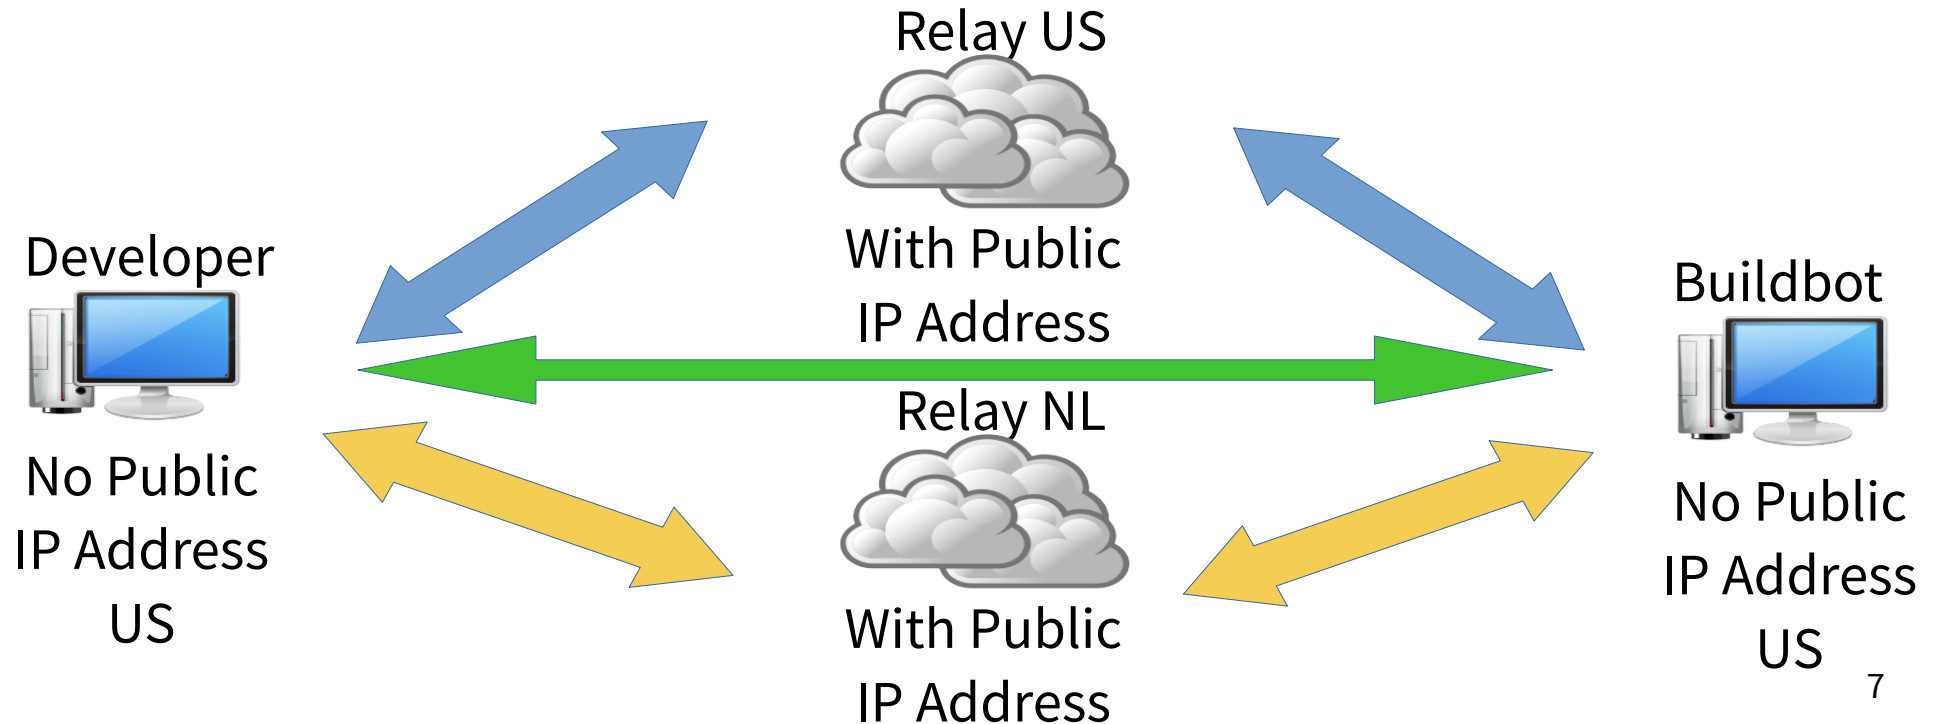 Relay US
With Public
IP Address
Developer
No Public
IP Address
US
Relay NL
With Public
IP Address
Buildbot
No Public
IP Address
US
7